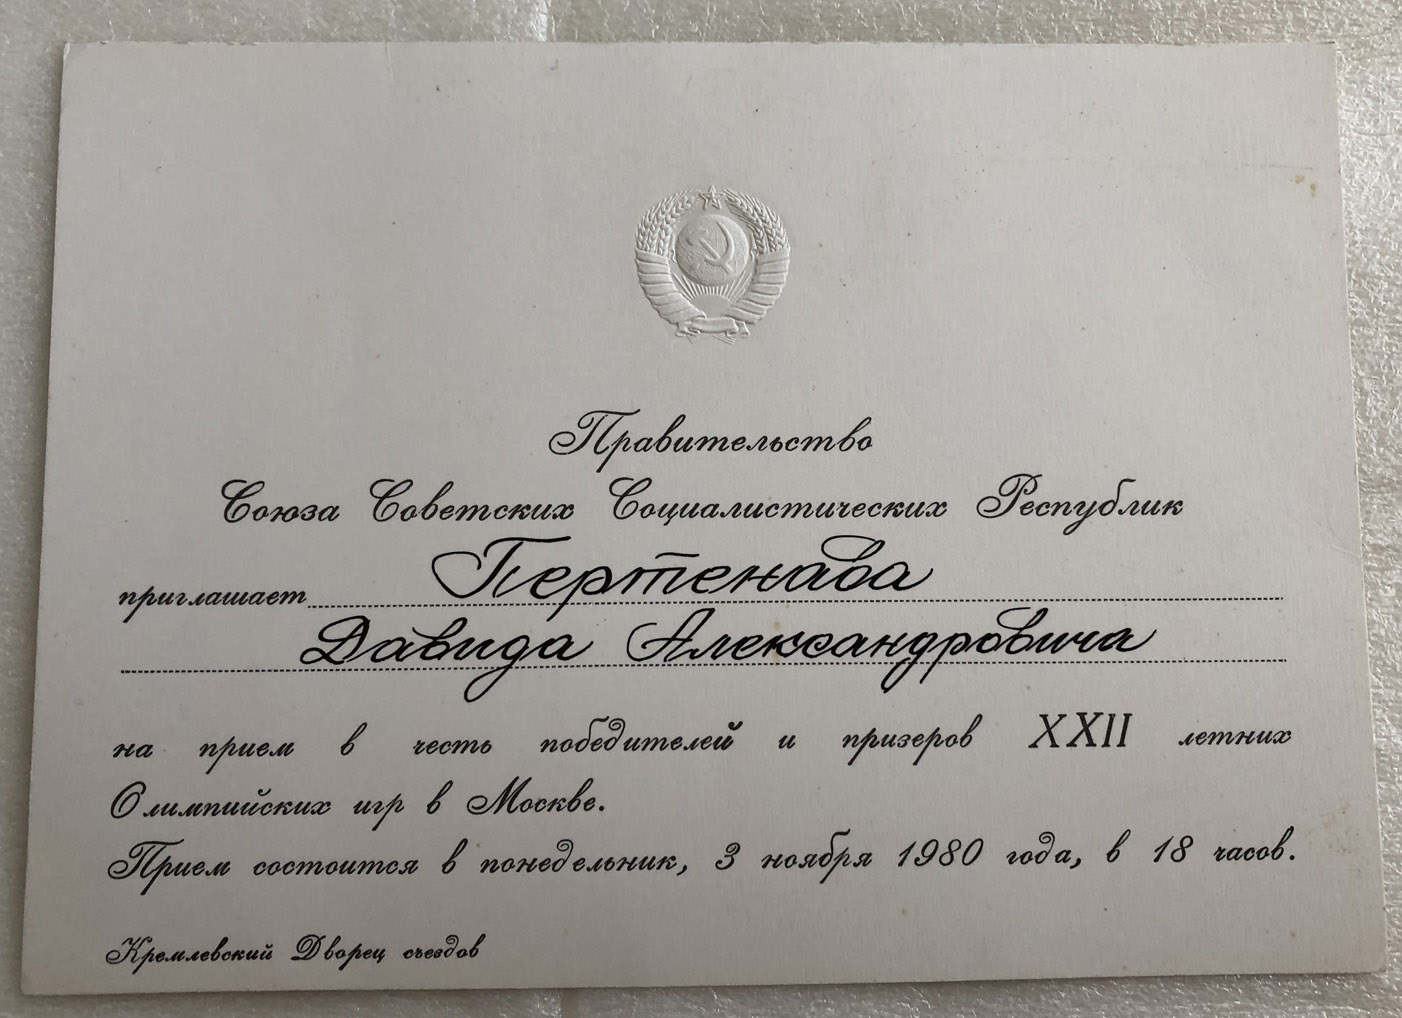 Правительство
Союза Советских Социалистических Республик
приглашает Пертенава
Давида Александровича
на прием в честь победителей и призеров XXII летних
Олимпийских игр в Москве.
Прием состоится в понедельник, 3 ноября 1980 года, в 18 часов.
Кремлевский Дворец съездов